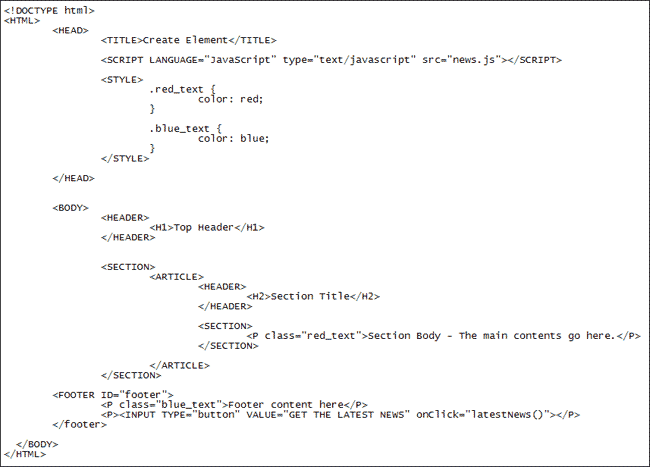 <!DOCTYPE html>
<HTML>
<HEAD>
<TITLE>Create Element</TITLE>
<SCRIPT LANGUAGE="JavaScript" type="text/javascript" src="news.js"></SCRIPT>
<STYLE>
.red_text {
color: red;
}
.blue_text {
color: blue;
}
</STYLE>
</HEAD>
<BODY>
<HEADER>
<H1>Top Header</H1>
</HEADER>
<SECTION>
<ARTICLE>
<HEADER>
<H2>Section Title</H2>
</HEADER>
<SECTION>
<P class="red_text">Section Body - The main contents go here.</P>
</SECTION>
</ARTICLE>
</SECTION>
<FOOTER ID="footer">
<P class="blue_text">Footer content here</P>
<P><INPUT TYPE="button" VALUE="GET THE LATEST NEWS" onClick="latestNews()"></P>
</footer>
</BODY>
</HTML>